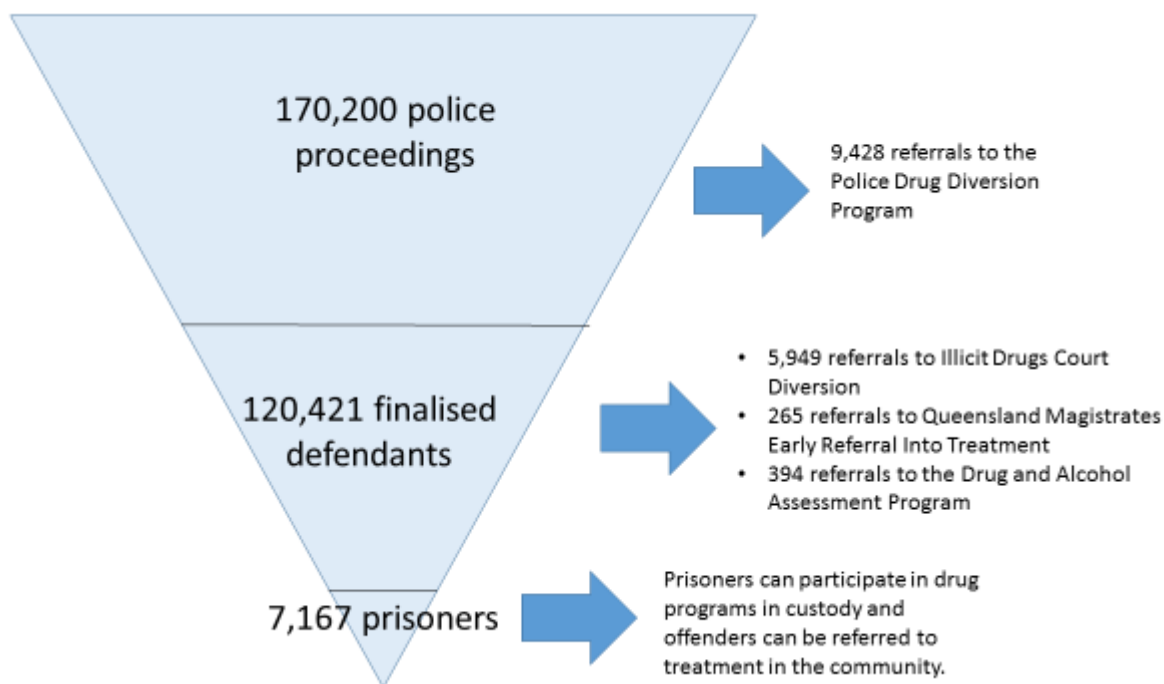 170,200 police
proceedings
9,428 referrals to the
Police Drug Diversion
Program
120,421 finalised
defendants
• 5,949 referrals to Illicit Drugs Court
Diversion
• 265 referrals to Queensland Magistrates
Early Referral Into Treatment
• 394 referrals to the Drug and Alcohol
Assessment Program
7,167 prisoners
Prisoners can participate in drug
programs in custody and
offenders can be referred to
treatment in the community.